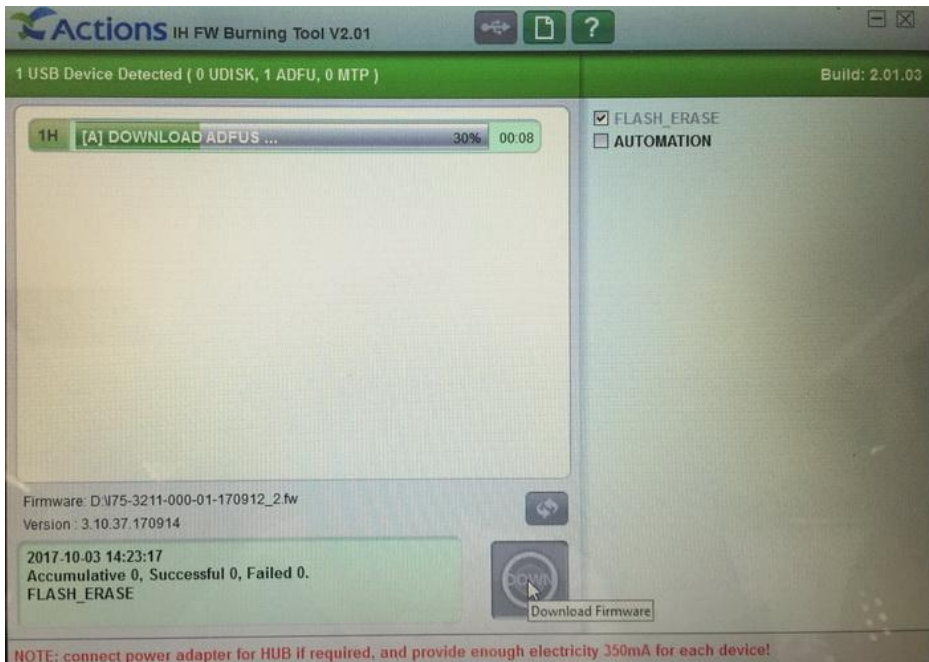 Actions IH FW Burning Tool V2.01
?
1 USB Device Detected ( 0 UDISK, 1 ADFU, 0 MTP )
Build: 2.01.03
1H [A] DOWNLOAD ADFUS ... 30% 00:08
FLASH_ERASE
AUTOMATION
Firmware: D:\I75-3211-000-01-170912_2.fw
Version : 3.10.37.170914
2017-10-03 14:23:17
Accumulative 0, Successful 0, Failed 0.
FLASH_ERASE
DOWN
Download Firmware
NOTE: connect power adapter for HUB if required, and provide enough electricity 350mA for each device!